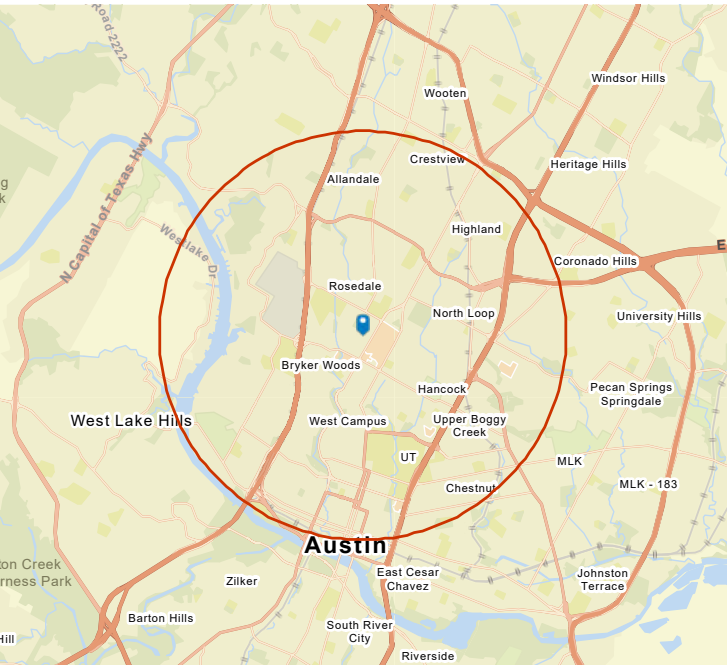 Road 2222
Windsor Hills
Wooten
Crestview
Heritage Hills
Allandale
N Capital of Texas Hwy
g
k
Westlake Dr
Highland
E
Coronado Hills
Rosedale
North Loop
University Hills
Bryker Woods
Hancock
Pecan Springs
Springdale
West Lake Hills
West Campus
Upper Boggy
Creek
UT
MLK
Chestnut
MLK - 183
Austin
ton Creek
erness Park
Zilker
East Cesar
Chavez
Johnston
Terrace
Barton Hills
South River
City
Hill
Riverside